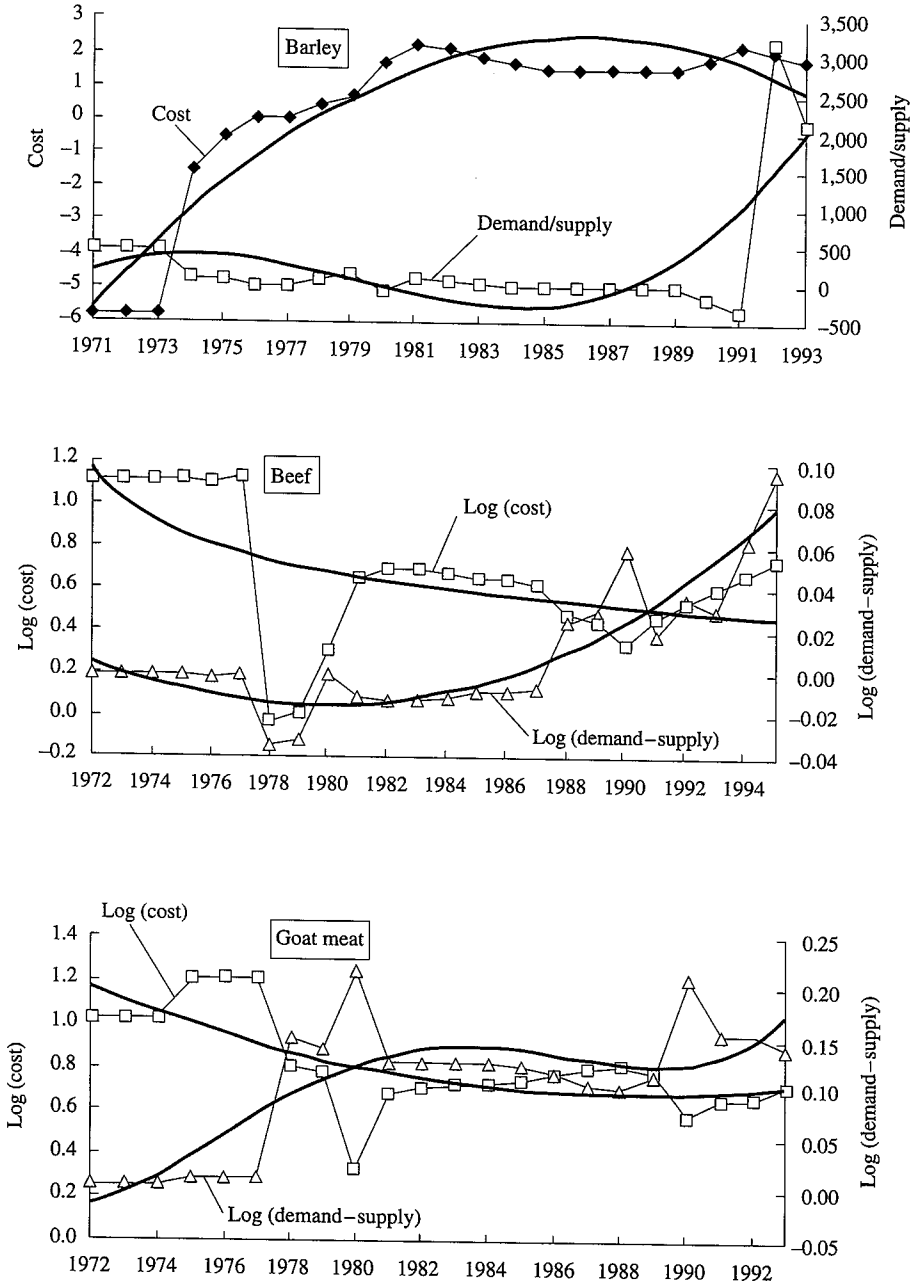 Barley
3
2
1
0
−1
−2
−3
−4
−5
−6
Cost
Cost
Demand/supply
3,500
3,000
2,500
2,000
1,500
1,000
500
0
−500
Demand/supply
1971 1973 1975 1977 1979 1981 1983 1985 1987 1989 1991 1993
Beef
1.2
1.0
0.8
0.6
0.4
0.2
0.0
−0.2
Log (cost)
Log (cost)
Log (demand−supply)
0.10
0.08
0.06
0.04
0.02
0.00
−0.02
−0.04
Log (demand−supply)
1972 1974 1976 1978 1980 1982 1984 1986 1988 1990 1992 1994
Log (cost)
Goat meat
1.4
1.2
1.0
0.8
0.6
0.4
0.2
0.0
Log (cost)
Log (demand−supply)
0.25
0.20
0.15
0.10
0.05
0.00
−0.05
Log (demand−supply)
1972 1974 1976 1978 1980 1982 1984 1986 1988 1990 1992